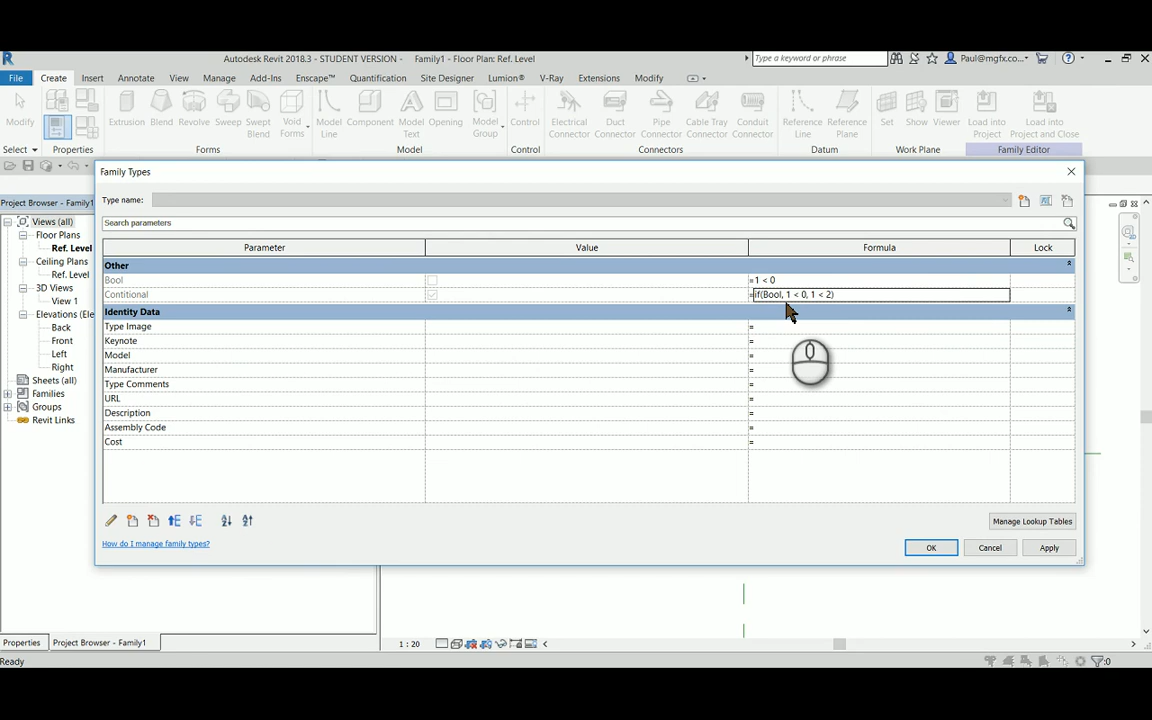 Autodesk Revit 2018.3 - STUDENT VERSION - Family1 - Floor Plan: Ref. Level
Type a keyword or phrase
Paul@mgfx.co...
File Create Insert Annotate View Manage Add-Ins Enscape™ Quantification Site Designer Lumion® V-Ray Extensions Modify
Modify
Extrusion Blend Revolve Sweep Swept Blend Void Forms
Model Line Component Model Text Opening Model Group
Control
Electrical Connector Duct Connector Pipe Connector Cable Tray Connector Conduit Connector
Reference Line Reference Plane
Set Show Viewer
Load into Project Load into Project and Close
Select Properties Forms Model Control Connectors Datum Work Plane Family Editor
Project Browser - Family1
Views (all)
Floor Plans
Ref. Level
Ceiling Plans
Ref. Level
3D Views
View 1
Elevations (Ele
Back
Front
Left
Right
Sheets (all)
Families
Groups
Revit Links
Family Types
Type name:
Search parameters
Parameter Value Formula Lock
Other
Bool =1 < 0
Contitional =if(Bool, 1 < 0, 1 < 2)
Identity Data
Type Image =
Keynote =
Model =
Manufacturer =
Type Comments =
URL =
Description =
Assembly Code =
Cost =
Manage Lookup Tables
How do I manage family types?
OK Cancel Apply
Properties Project Browser - Family1
1 : 20
Ready
:0